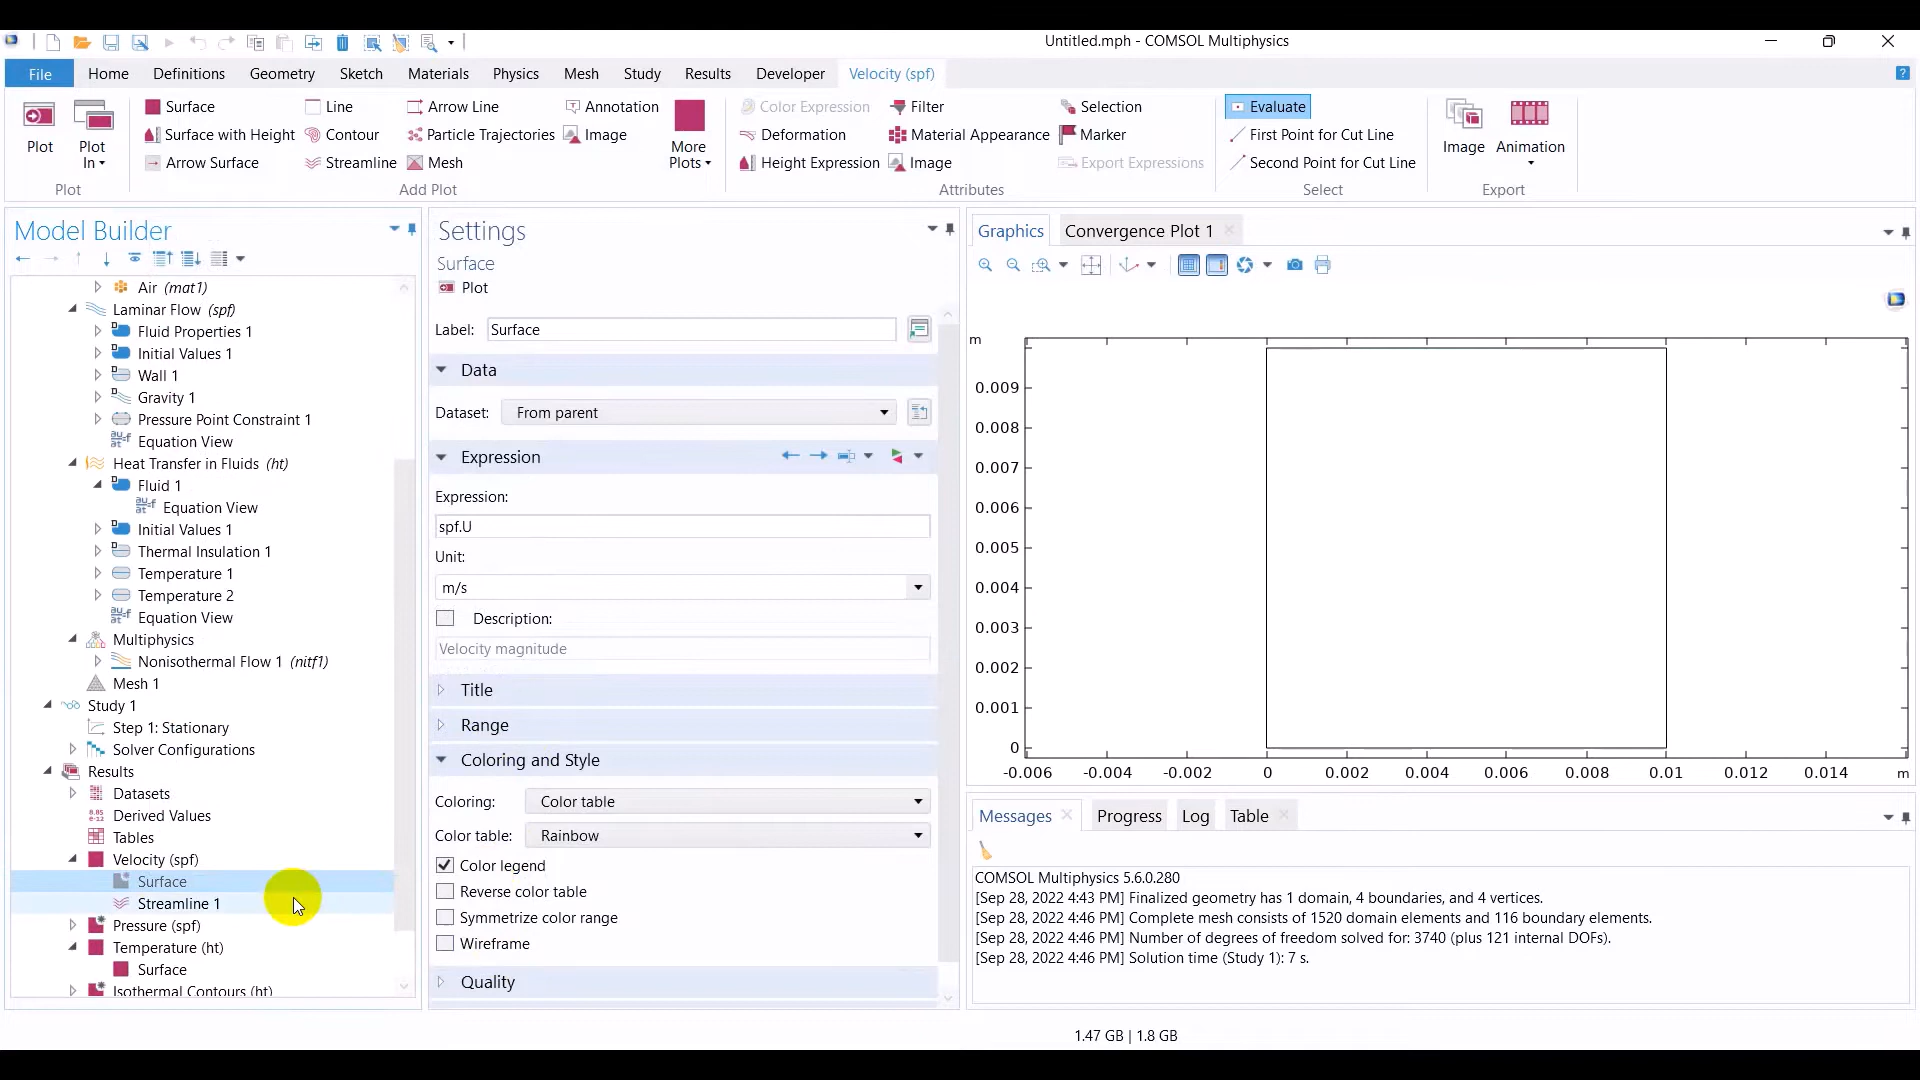 Untitled.mph - COMSOL Multiphysics
File Home Definitions Geometry Sketch Materials Physics Mesh Study Results Developer Velocity (spf)
Plot
Plot In
Plot
Surface
Surface with Height
Arrow Surface
Line
Contour
Streamline
Arrow Line
Particle Trajectories
Mesh
Annotation
Image
More Plots
Add Plot
Color Expression
Deformation
Height Expression
Filter
Material Appearance
Image
Selection
Marker
Export Expressions
Attributes
Evaluate
First Point for Cut Line
Second Point for Cut Line
Select
Image
Animation
Export
Model Builder
Air (mat1)
Laminar Flow (spf)
Fluid Properties 1
Initial Values 1
Wall 1
Gravity 1
Pressure Point Constraint 1
Equation View
Heat Transfer in Fluids (ht)
Fluid 1
Equation View
Initial Values 1
Thermal Insulation 1
Temperature 1
Temperature 2
Equation View
Multiphysics
Nonisothermal Flow 1 (nitf1)
Mesh 1
Study 1
Step 1: Stationary
Solver Configurations
Results
Datasets
Derived Values
Tables
Velocity (spf)
Surface
Streamline 1
Pressure (spf)
Temperature (ht)
Surface
Isothermal Contours (ht)
Settings
Surface
Plot
Label: Surface
Data
Dataset: From parent
Expression
Expression:
spf.U
Unit:
m/s
Description:
Velocity magnitude
Title
Range
Coloring and Style
Coloring: Color table
Color table: Rainbow
Color legend
Reverse color table
Symmetrize color range
Wireframe
Quality
Graphics Convergence Plot 1
m
0.009
0.008
0.007
0.006
0.005
0.004
0.003
0.002
0.001
0
-0.006 -0.004 -0.002 0 0.002 0.004 0.006 0.008 0.01 0.012 0.014 m
Messages Progress Log Table
COMSOL Multiphysics 5.6.0.280
[Sep 28, 2022 4:43 PM] Finalized geometry has 1 domain, 4 boundaries, and 4 vertices.
[Sep 28, 2022 4:46 PM] Complete mesh consists of 1520 domain elements and 116 boundary elements.
[Sep 28, 2022 4:46 PM] Number of degrees of freedom solved for: 3740 (plus 121 internal DOFs).
[Sep 28, 2022 4:46 PM] Solution time (Study 1): 7 s.
1.47 GB | 1.8 GB